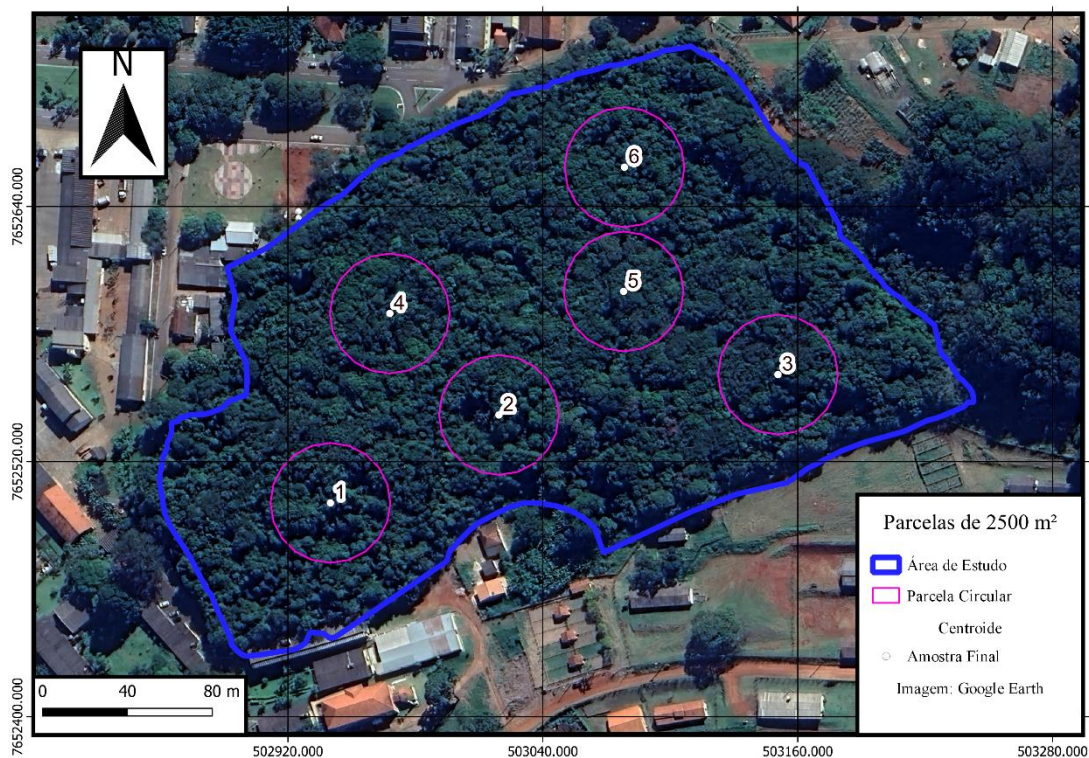 N
6
5
4
3
2
1
7652640.000
7652520.000
7652400.000
Parcelas de 2500 m²
Área de Estudo
Parcela Circular
Centroide
Amostra Final
Imagem: Google Earth
0 40 80 m
502920.000 503040.000 503160.000 503280.000